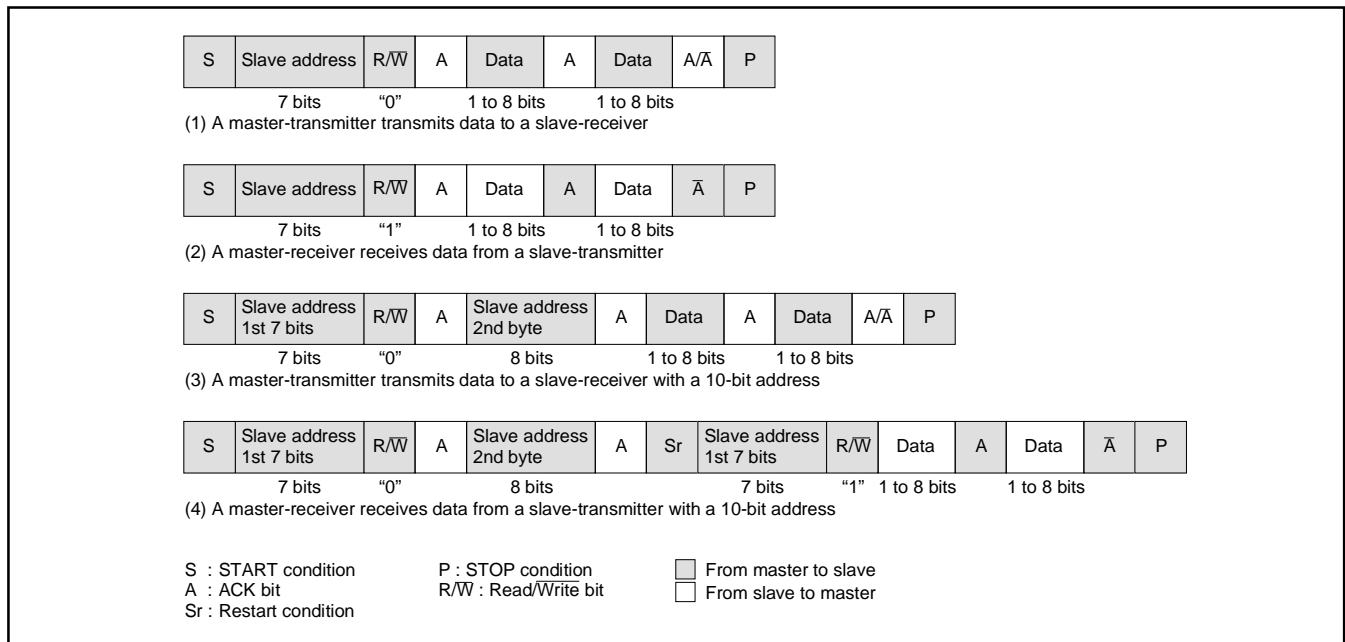 S Slave address R/W̅ A Data A Data A/A̅ P
7 bits “0” 1 to 8 bits 1 to 8 bits
(1) A master-transmitter transmits data to a slave-receiver
S Slave address R/W̅ A Data A Data A̅ P
7 bits “1” 1 to 8 bits 1 to 8 bits
(2) A master-receiver receives data from a slave-transmitter
S Slave address 1st 7 bits R/W̅ A Slave address 2nd byte A Data A Data A/A̅ P
7 bits “0” 8 bits 1 to 8 bits 1 to 8 bits
(3) A master-transmitter transmits data to a slave-receiver with a 10-bit address
S Slave address 1st 7 bits R/W̅ A Slave address 2nd byte A Sr Slave address 1st 7 bits R/W̅ Data A Data A̅ P
7 bits “0” 8 bits 7 bits “1” 1 to 8 bits 1 to 8 bits
(4) A master-receiver receives data from a slave-transmitter with a 10-bit address
S : START condition P : STOP condition From master to slave
A : ACK bit R/W̅ : Read/W̅r̅i̅t̅e̅ bit From slave to master
Sr : Restart condition